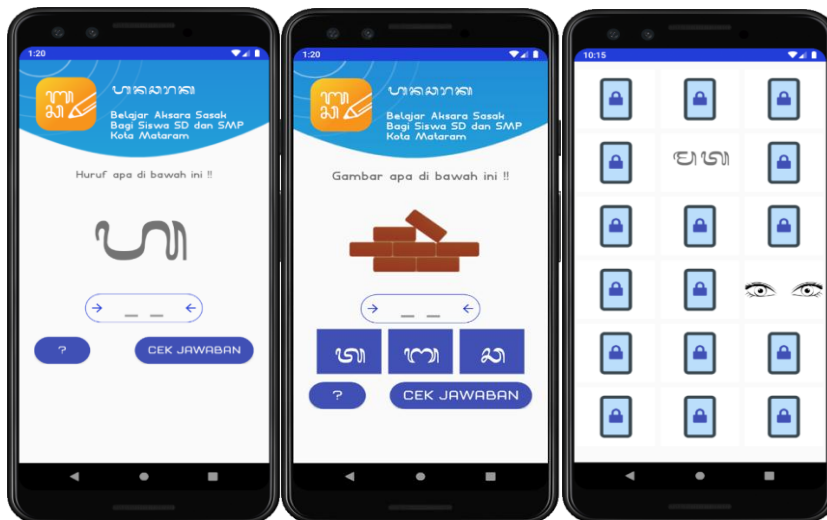 1:20
Belajar Aksara Sasak
Bagi Siswa SD dan SMP
Kota Mataram
Huruf apa di bawah ini !!
ᬳ
→ _ _ ←
?
CEK JAWABAN
1:20
Belajar Aksara Sasak
Bagi Siswa SD dan SMP
Kota Mataram
Gambar apa di bawah ini !!
→ _ _ ←
ᬢ
?
CEK JAWABAN
10:15
ᬫᬢ